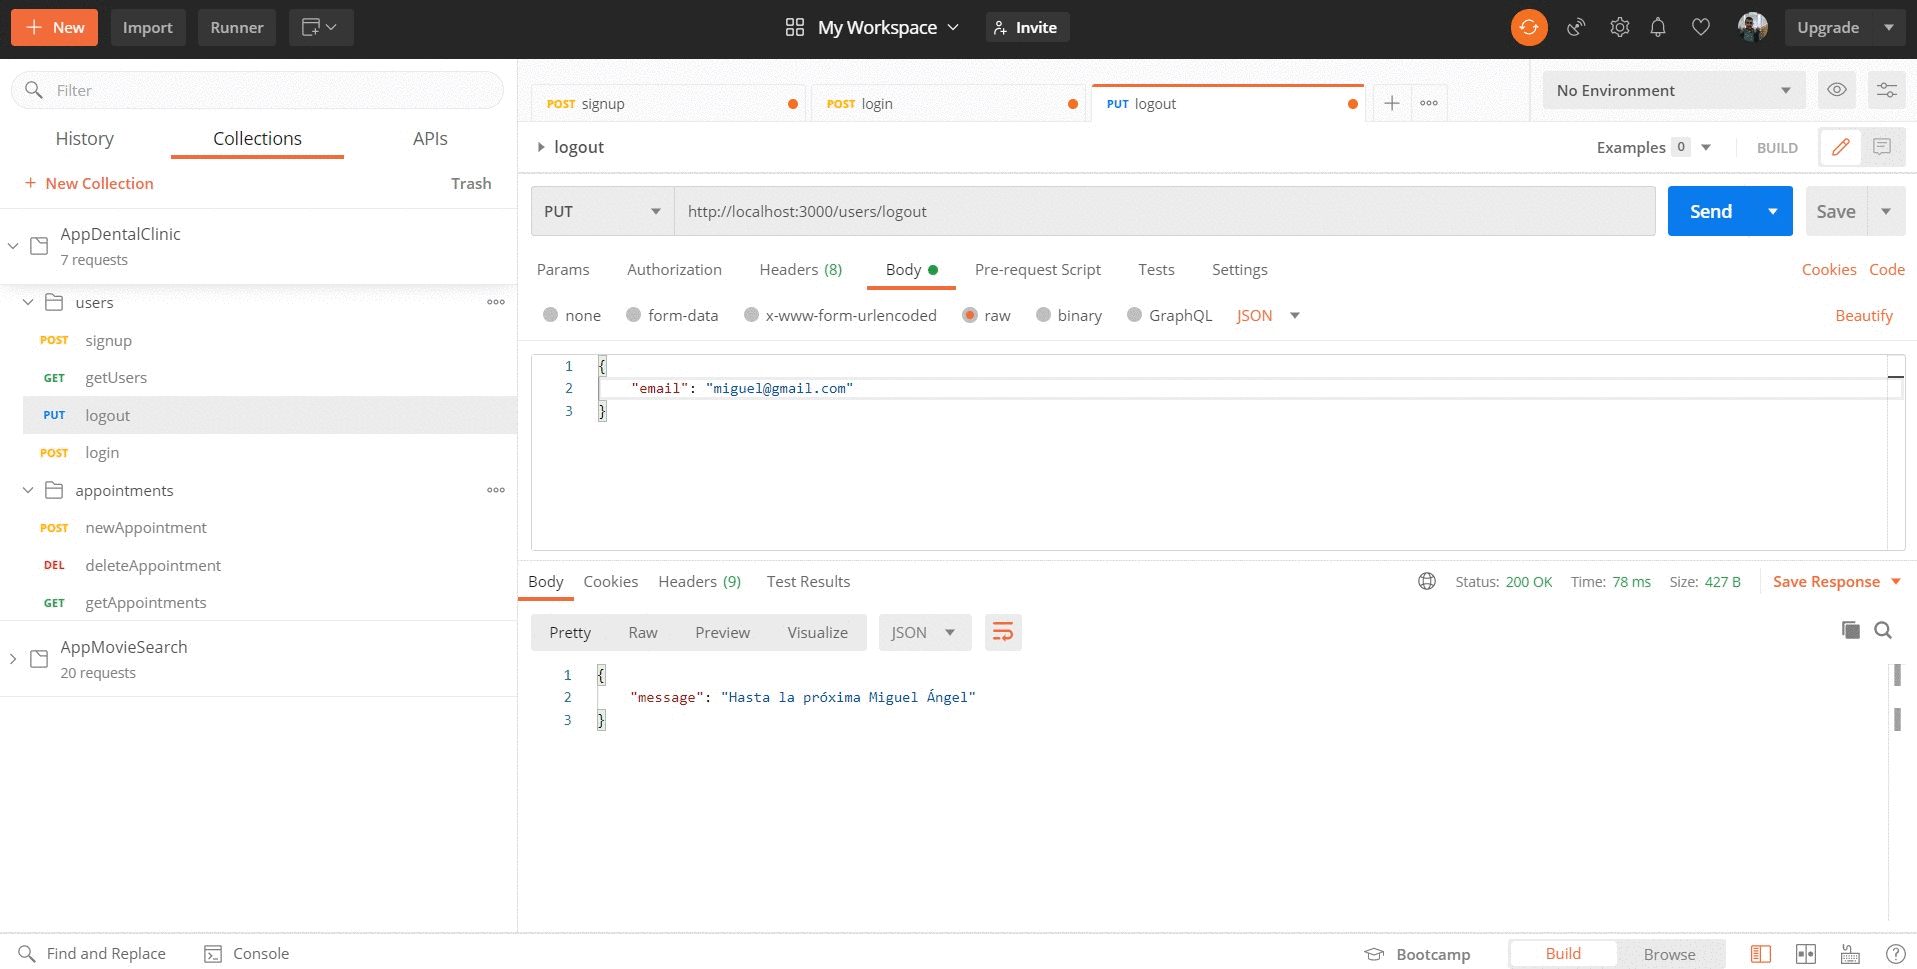 New Import Runner My Workspace Invite Upgrade
Filter
History Collections APIs
+ New Collection Trash
AppDentalClinic
7 requests
users
POST signup
GET getUsers
PUT logout
POST login
appointments
POST newAppointment
DEL deleteAppointment
GET getAppointments
AppMovieSearch
20 requests
POST signup POST login PUT logout No Environment
logout Examples 0 BUILD
PUT http://localhost:3000/users/logout Send Save
Params Authorization Headers (8) Body Pre-request Script Tests Settings Cookies Code
none form-data x-www-form-urlencoded raw binary GraphQL JSON Beautify
1 {
2 "email": "miguel@gmail.com"
3 }
Body Cookies Headers (9) Test Results Status: 200 OK Time: 78 ms Size: 427 B Save Response
Pretty Raw Preview Visualize JSON
1 {
2 "message": "Hasta la próxima Miguel Ángel"
3 }
Find and Replace Console Bootcamp Build Browse